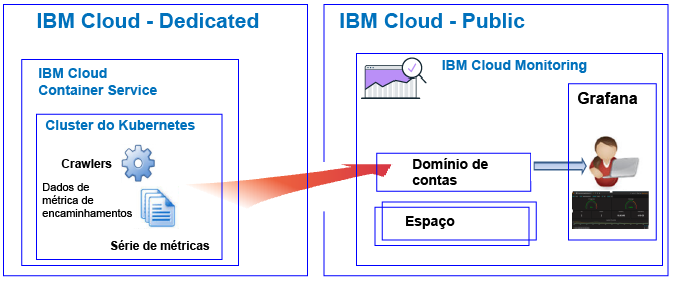 IBM Cloud - Dedicated
IBM Cloud
Container Service
Cluster do Kubernetes
Crawlers
Dados de
métrica de
encaminhamentos
Série de métricas
IBM Cloud - Public
IBM Cloud Monitoring
Grafana
Domínio de
contas
Espaço